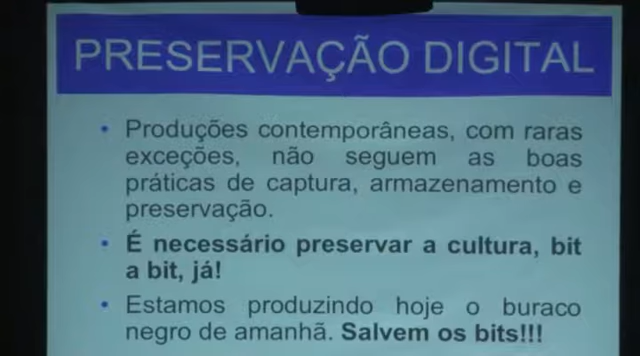 PRESERVAÇÃO DIGITAL
• Produções contemporâneas, com raras
exceções, não seguem as boas
práticas de captura, armazenamento e
preservação.
• É necessário preservar a cultura, bit
a bit, já!
• Estamos produzindo hoje o buraco
negro de amanhã. Salvem os bits!!!